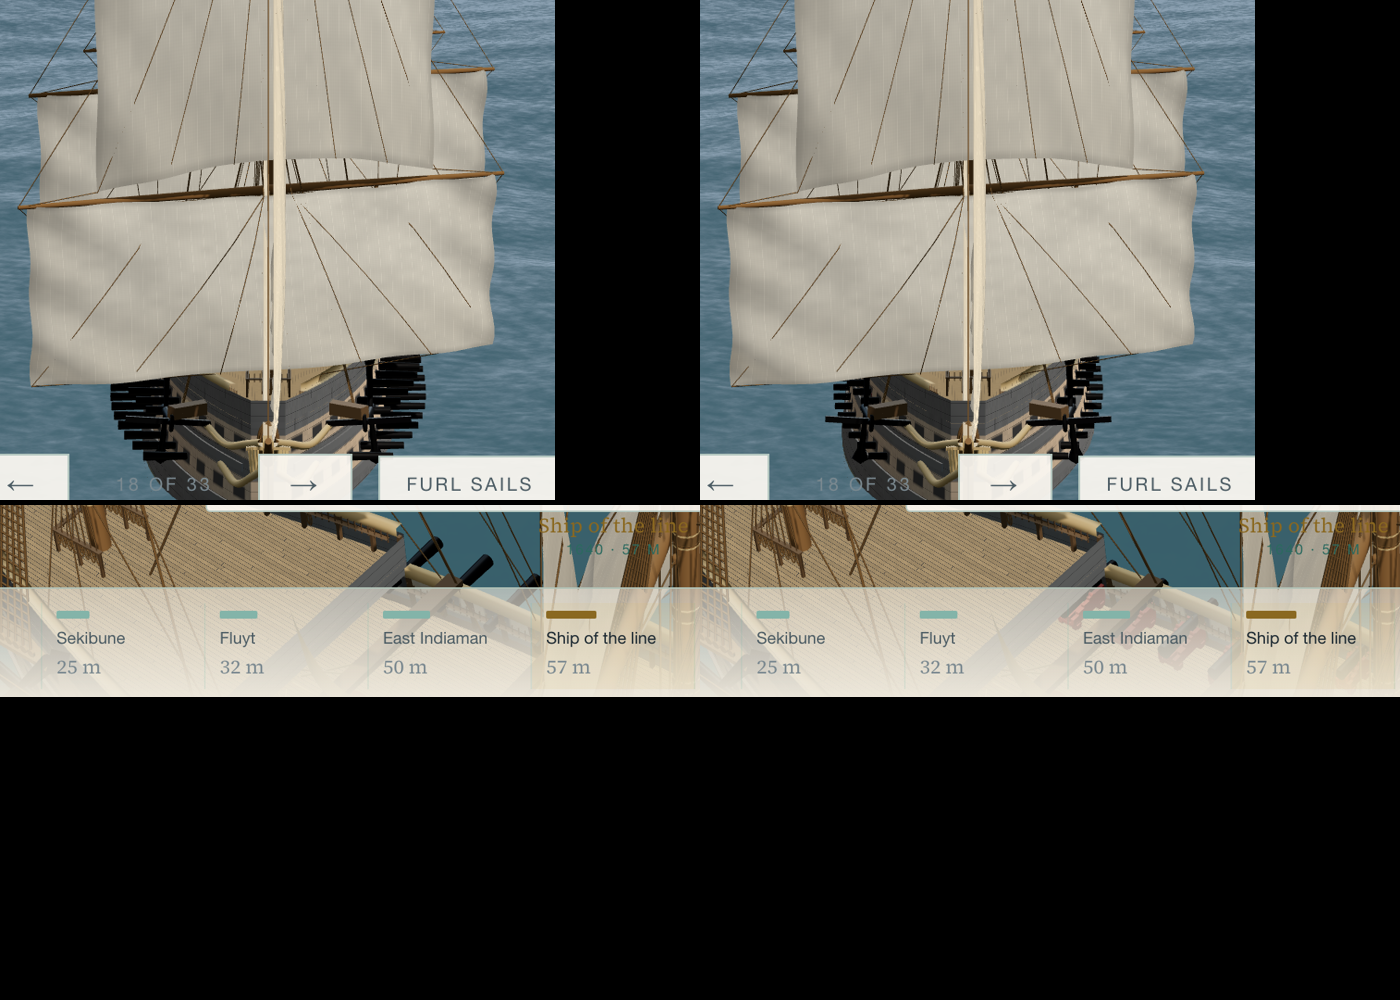 ← 18 OF 33 → FURL SAILS
← 18 OF 33 → FURL SAILS
Ship of the line
57 M
Sekibune Fluyt East Indiaman Ship of the line
25 m 32 m 50 m 57 m
Ship of the line
57 M
Sekibune Fluyt East Indiaman Ship of the line
25 m 32 m 50 m 57 m